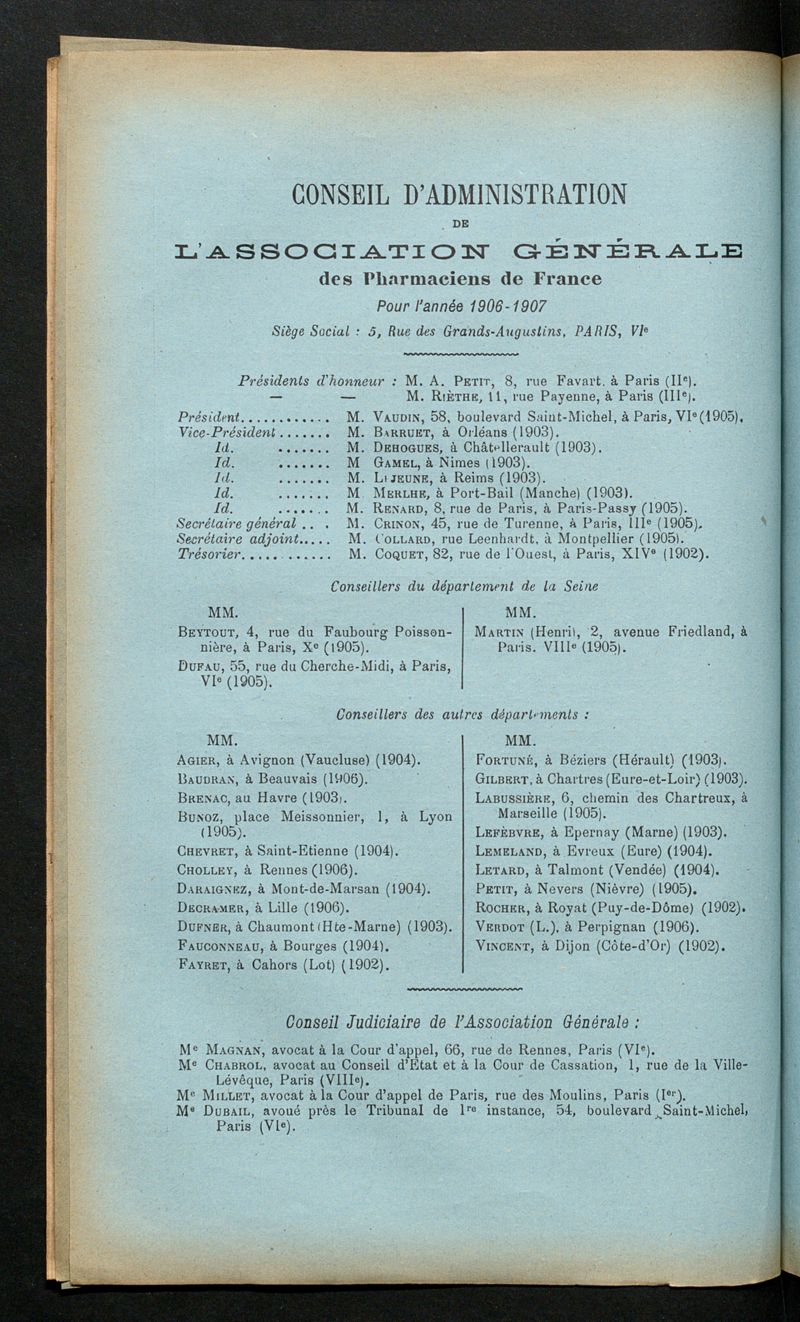 CONSEIL D'ADMINISTRATION
DE
L'ASSOCIATION GÉNÉRALE
des Pharmaciens de France
Pour l'année 1906-1907
Siège Social : 5, Rue des Grands-Augustins, PARIS, VIe
Présidents d'honneur : M. A. PETIT, 8, rue Favart. à Paris (IIe).
— — M. RIÈTHE, 11, rue Payenne, à Paris (IIIe).
Président............ M. VAUDIN, 58, boulevard Saint-Michel, à Paris, VIe (1905).
Vice-Président....... M. BARRUET, à Orléans (1903).
Id. ....... M. DEHOGUES, à Châtellerault (1903).
Id. ....... M GAMEL, à Nimes (1903).
Id. ....... M. LEJEUNE, à Reims (1903).
Id. ....... M MERLHE, à Port-Bail (Manche) (1903).
Id. ....... M. RENARD, 8, rue de Paris, à Paris-Passy (1905).
Secrétaire général .. . M. CRINON, 45, rue de Turenne, à Paris, IIIe (1905).
Secrétaire adjoint..... M. COLLARD, rue Leenhardt, à Montpellier (1905).
Trésorier............ M. COQUET, 82, rue de l'Ouest, à Paris, XIVe (1902).
Conseillers du département de la Seine
MM.
BEYTOUT, 4, rue du Faubourg Poisson-
nière, à Paris, Xe (1905).
DUFAU, 55, rue du Cherche-Midi, à Paris,
VIe (1905).
MM.
MARTIN (Henri), 2, avenue Friedland, à
Paris. VIIIe (1905).
Conseillers des autres départements :
MM.
AGIER, à Avignon (Vaucluse) (1904).
BAUDRAN, à Beauvais (1906).
BRENAC, au Havre (1903).
BUNOZ, place Meissonnier, 1, à Lyon
(1905).
CHEVRET, à Saint-Etienne (1904).
CHOLLEY, à Rennes (1906).
DARAIGNEZ, à Mont-de-Marsan (1904).
DECRAMER, à Lille (1906).
DUFNER, à Chaumont (Hte-Marne) (1903).
FAUCONNEAU, à Bourges (1904).
FAYRET, à Cahors (Lot) (1902).
MM.
FORTUNÉ, à Béziers (Hérault) (1903).
GILBERT, à Chartres (Eure-et-Loir) (1903).
LABUSSIÈRE, 6, chemin des Chartreux, à
Marseille (1905).
LEFÈBVRE, à Epernay (Marne) (1903).
LEMELAND, à Evreux (Eure) (1904).
LETARD, à Talmont (Vendée) (1904).
PETIT, à Nevers (Nièvre) (1905).
ROCHER, à Royat (Puy-de-Dôme) (1902).
VERDOT (L.), à Perpignan (1906).
VINCENT, à Dijon (Côte-d'Or) (1902).
Conseil Judiciaire de l'Association Générale :
Me MAGNAN, avocat à la Cour d'appel, 66, rue de Rennes, Paris (VIe).
Me CHABROL, avocat au Conseil d'Etat et à la Cour de Cassation, 1, rue de la Ville-
Lévêque, Paris (VIIIe).
Me MILLET, avocat à la Cour d'appel de Paris, rue des Moulins, Paris (Ier).
Me DUBAIL, avoué près le Tribunal de 1re instance, 54, boulevard Saint-Michel,
Paris (VIe).